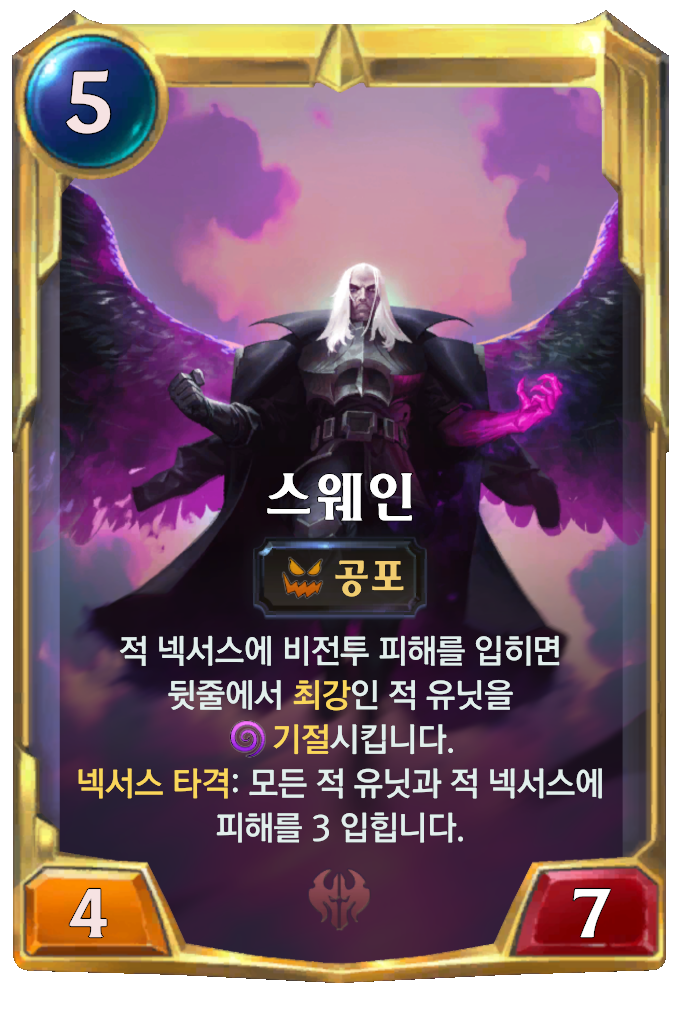 5
스웨인
공포
적 넥서스에 비전투 피해를 입히면
뒷줄에서 최강인 적 유닛을
기절시킵니다.
넥서스 타격: 모든 적 유닛과 적 넥서스에
피해를 3 입힙니다.
4
7